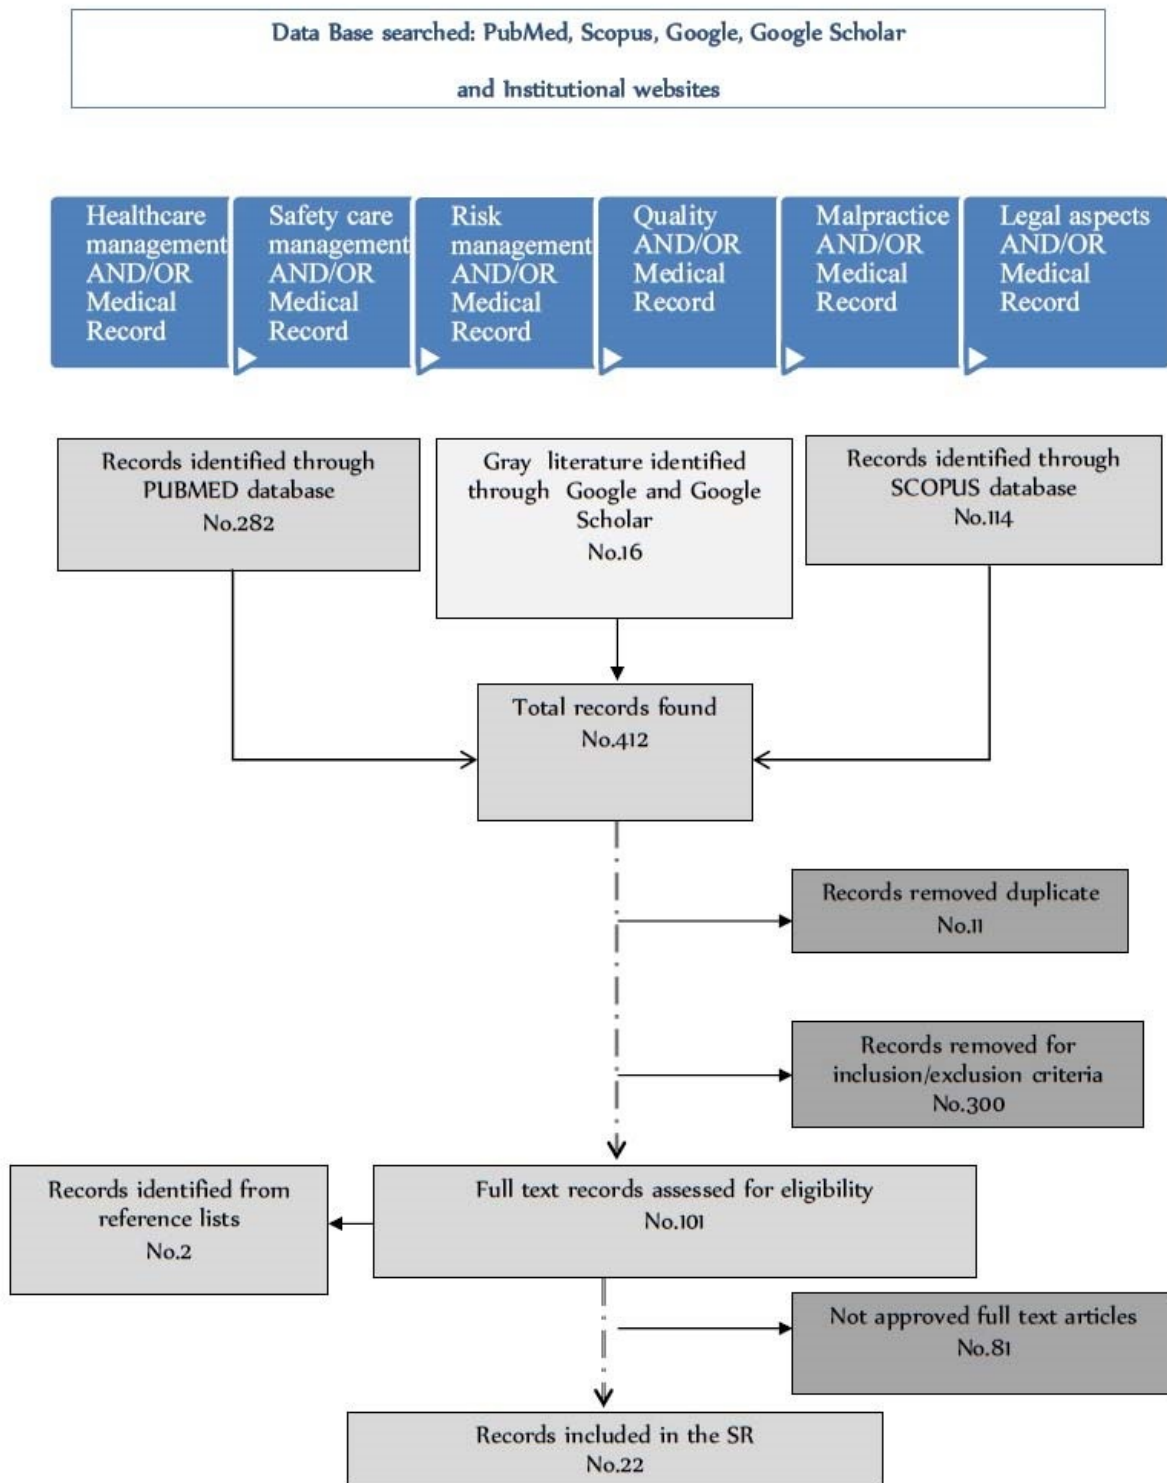 Data Base searched: PubMed, Scopus, Google, Google Scholar
and Institutional websites
Healthcare
management
AND/OR
Medical
Record
Safety care
management
AND/OR
Medical
Record
Risk
management
AND/OR
Medical
Record
Quality
AND/OR
Medical
Record
Malpractice
AND/OR
Medical
Record
Legal aspects
AND/OR
Medical
Record
Records identified through
PUBMED database
No.282
Gray literature identified
through Google and Google
Scholar
No.16
Records identified through
SCOPUS database
No.114
Total records found
No.412
Records removed duplicate
No.11
Records removed for
inclusion/exclusion criteria
No.300
Records identified from
reference lists
No.2
Full text records assessed for eligibility
No.101
Not approved full text articles
No.81
Records included in the SR
No.22